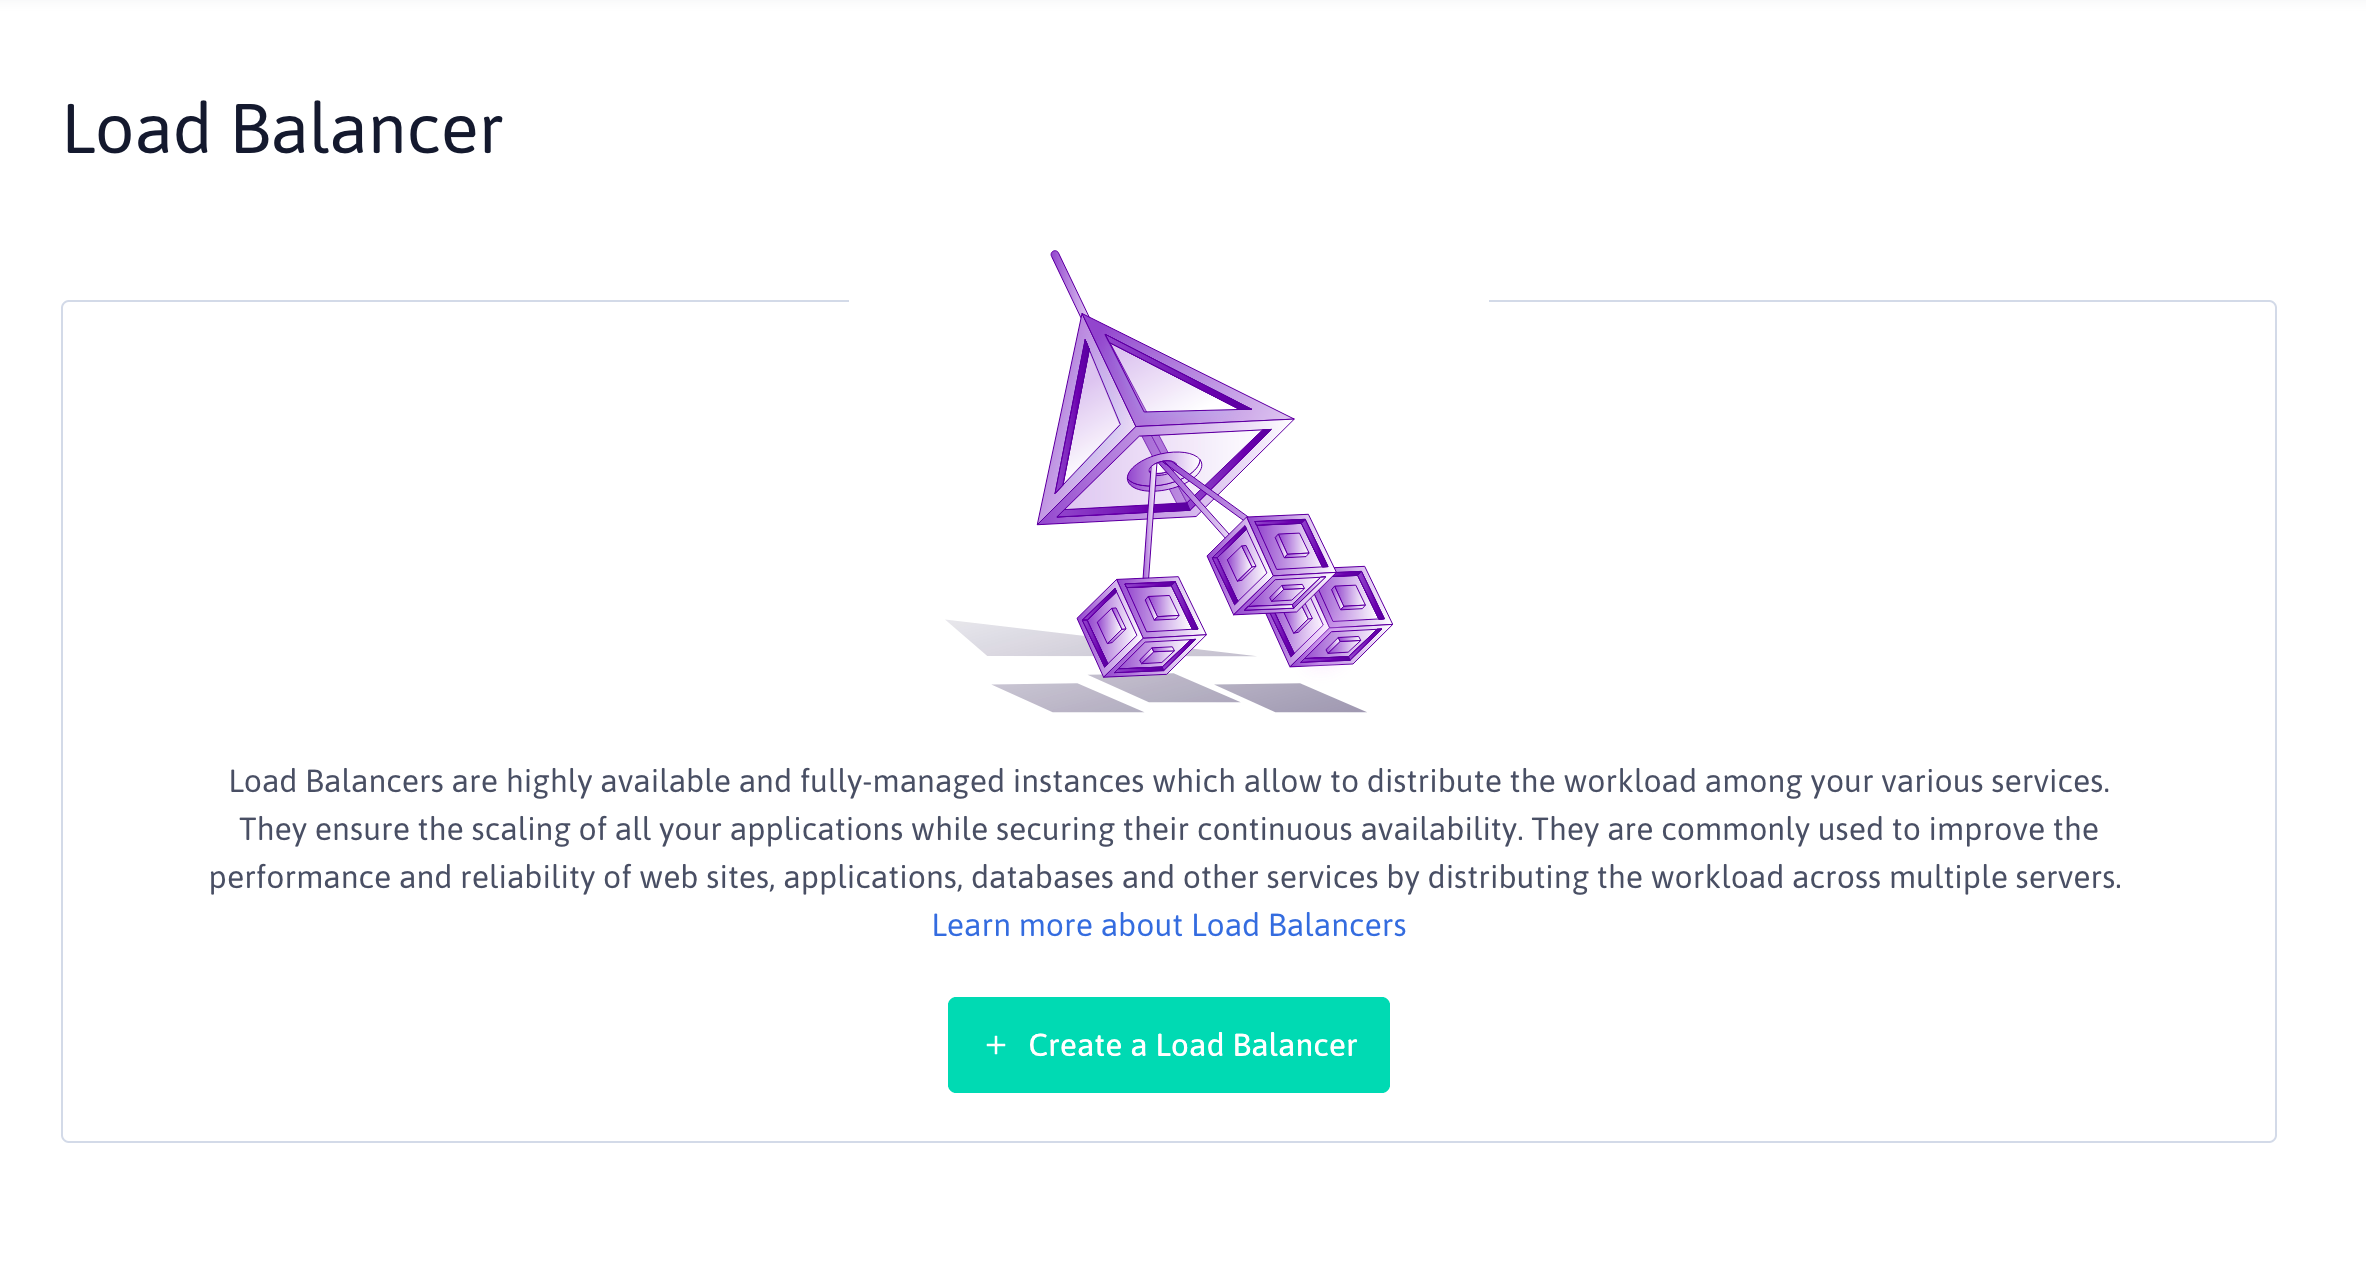 Load Balancer
Load Balancers are highly available and fully-managed instances which allow to distribute the workload among your various services.
They ensure the scaling of all your applications while securing their continuous availability. They are commonly used to improve the
performance and reliability of web sites, applications, databases and other services by distributing the workload across multiple servers.
Learn more about Load Balancers
+ Create a Load Balancer